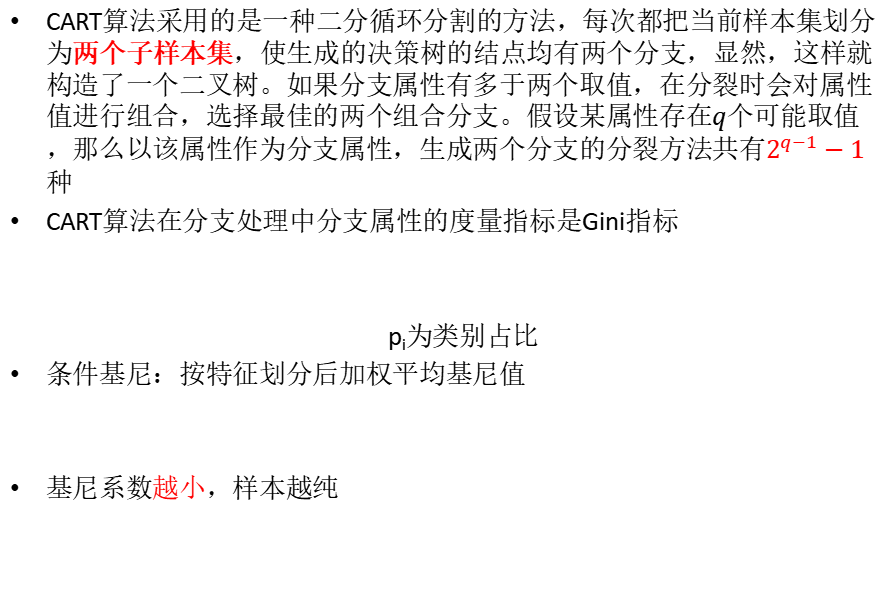 • CART算法采用的是一种二分循环分割的方法，每次都把当前样本集划分
为两个子样本集，使生成的决策树的结点均有两个分支，显然，这样就
构造了一个二叉树。如果分支属性有多于两个取值，在分裂时会对属性
值进行组合，选择最佳的两个组合分支。假设某属性存在q个可能取值
，那么以该属性作为分支属性，生成两个分支的分裂方法共有2^{q−1} − 1
种
• CART算法在分支处理中分支属性的度量指标是Gini指标
p_i为类别占比
• 条件基尼：按特征划分后加权平均基尼值
• 基尼系数越小，样本越纯